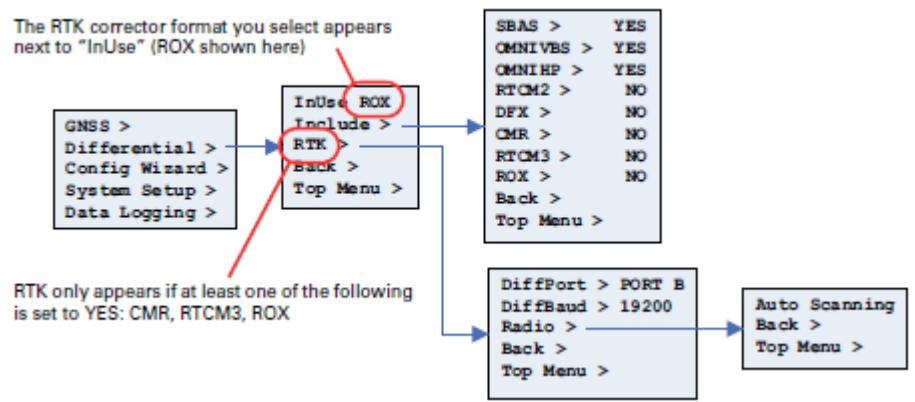 The RTK corrector format you select appears
next to “InUse” (ROX shown here)
GNSS >
Differential >
Config Wizard >
System Setup >
Data Logging >
InUse ROX
Include >
RTK >
Back >
Top Menu >
SBAS > YES
OMNIVBS > YES
OMNIHP > YES
RTCM2 > NO
DFX > NO
CMR > NO
RTCM3 > NO
ROX > NO
Back >
Top Menu >
RTK only appears if at least one of the following
is set to YES: CMR, RTCM3, ROX
DiffPort > PORT B
DiffBaud > 19200
Radio >
Back >
Top Menu >
Auto Scanning
Back >
Top Menu >